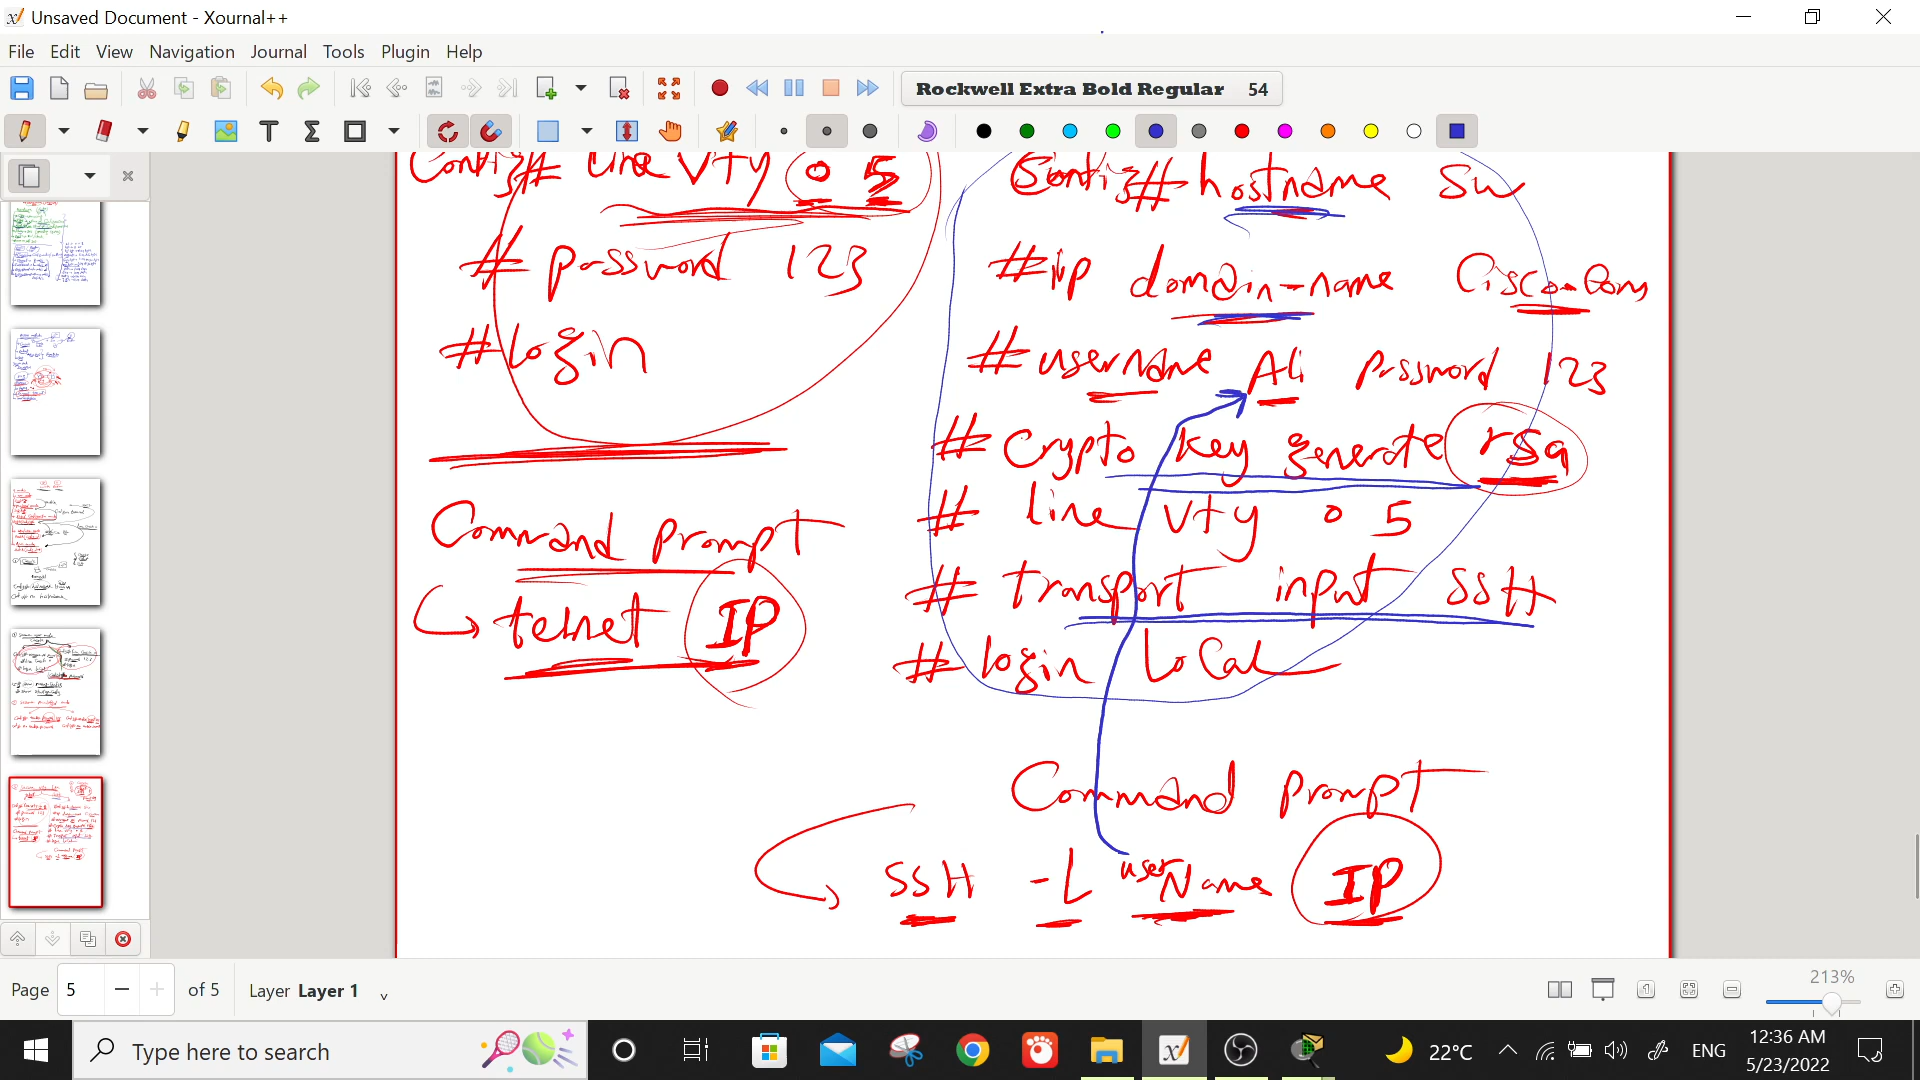 Unsaved Document - Xournal++
File Edit View Navigation Journal Tools Plugin Help
Rockwell Extra Bold Regular 54
Config# line vty 0 5
# password 123
#login
Command prompt
telnet IP
Config# hostname SW
#ip domain-name Cisco.com
#username Ali password 123
# Crypto key generate rsa
# line vty 0 5
# transport input SSH
# login local
Command prompt
SSH -L userName IP
Page 5 of 5 Layer Layer 1
213%
Type here to search
22°C
ENG
12:36 AM
5/23/2022